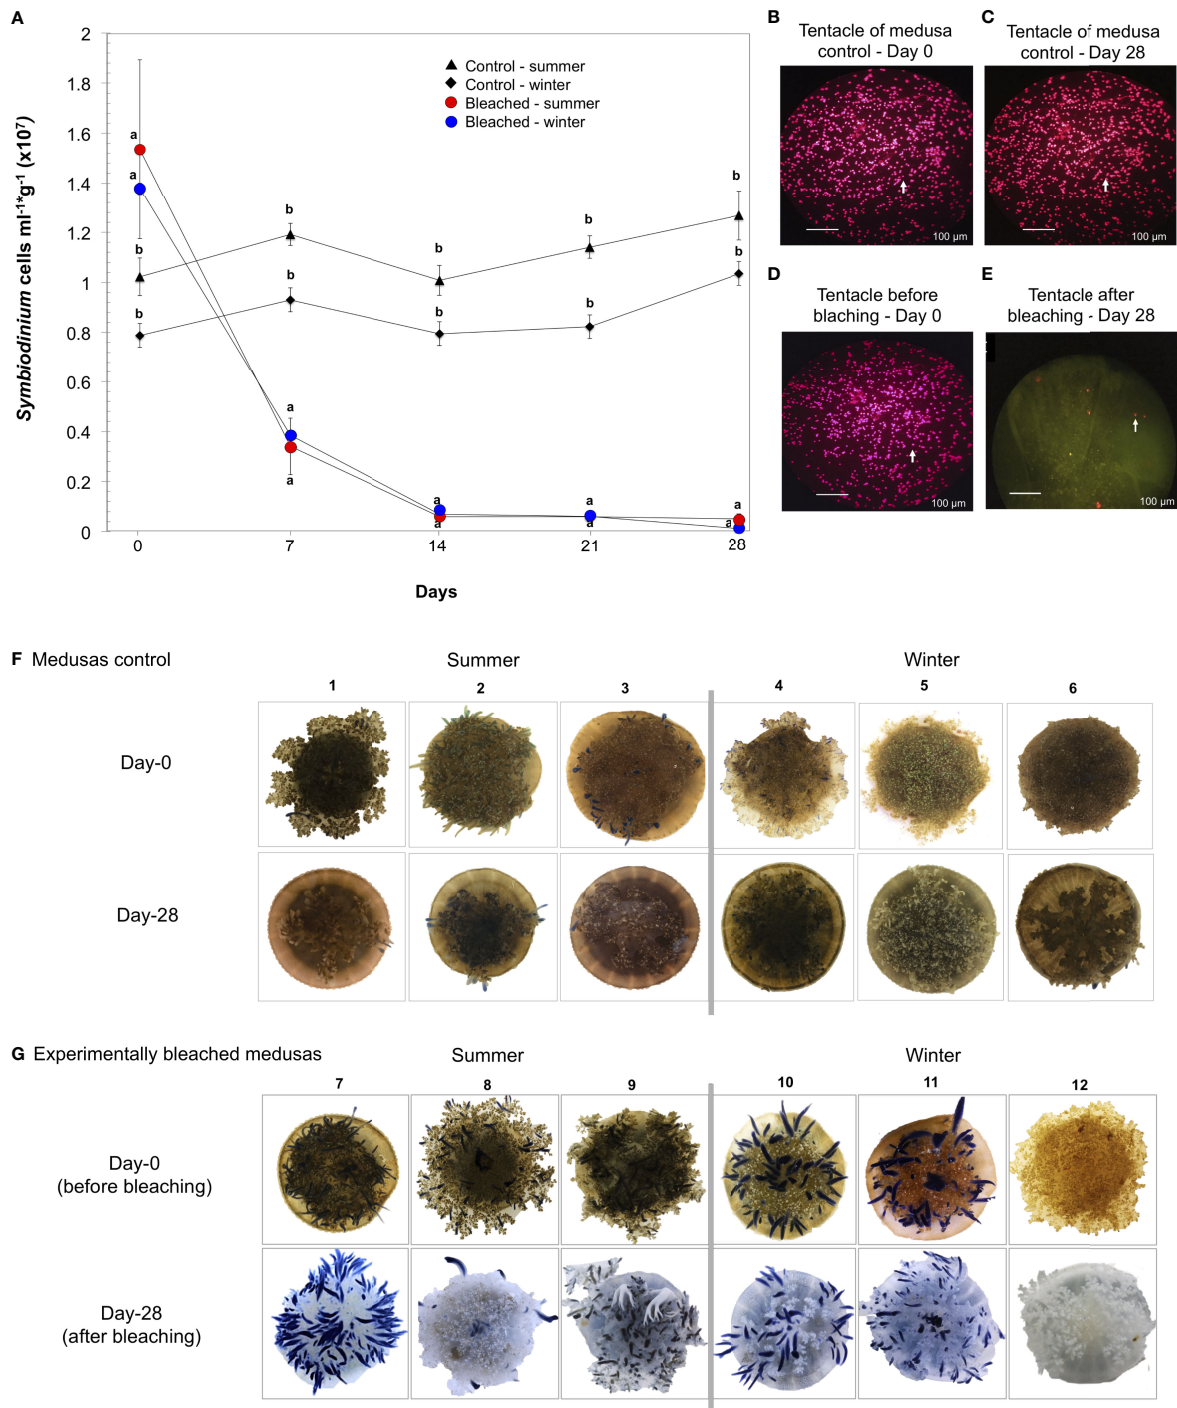 A
Symbiodinium cells ml-1*g-1 (x10⁷)
2
1.8
1.6
1.4
1.2
1
0.8
0.6
0.4
0.2
0
0 7 14 21 28
Days
Control - summer
Control - winter
Bleached - summer
Bleached - winter
a
a
b
b
b
b
a
a
b
b
a
a
b
b
a
a
b
b
a
a
B
Tentacle of medusa
control - Day 0
100 µm
C
Tentacle of medusa
control - Day 28
100 µm
D
Tentacle before
blaching - Day 0
100 µm
E
Tentacle after
bleaching - Day 28
100 µm
F Medusas control
Summer Winter
1 2 3 4 5 6
Day-0
Day-28
G Experimentally bleached medusas
Summer Winter
7 8 9 10 11 12
Day-0
(before bleaching)
Day-28
(after bleaching)